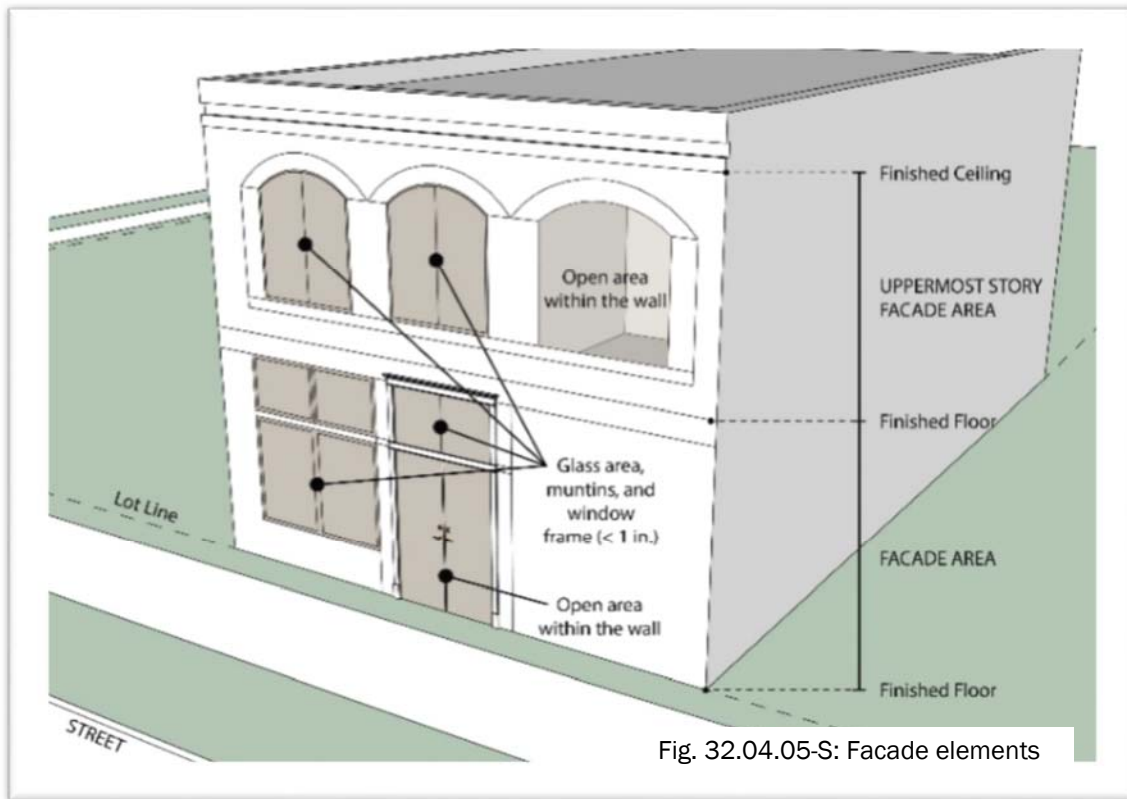 Finished Ceiling
Open area
within the wall
UPPERMOST STORY
FACADE AREA
Finished Floor
Glass area,
muntins, and
window
frame (< 1 in.)
Lot Line
FACADE AREA
Open area
within the wall
Finished Floor
STREET
Fig. 32.04.05-S: Facade elements